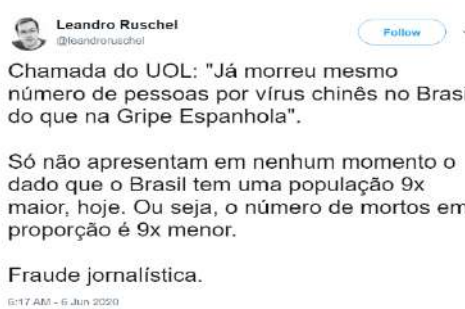 Leandro Ruschel
@leandroruschel
Follow
Chamada do UOL: "Já morreu mesmo
número de pessoas por vírus chinês no Brasil
do que na Gripe Espanhola".
Só não apresentam em nenhum momento o
dado que o Brasil tem uma população 9x
maior, hoje. Ou seja, o número de mortos em
proporção é 9x menor.
Fraude jornalística.
6:17 AM - 6 Jun 2020